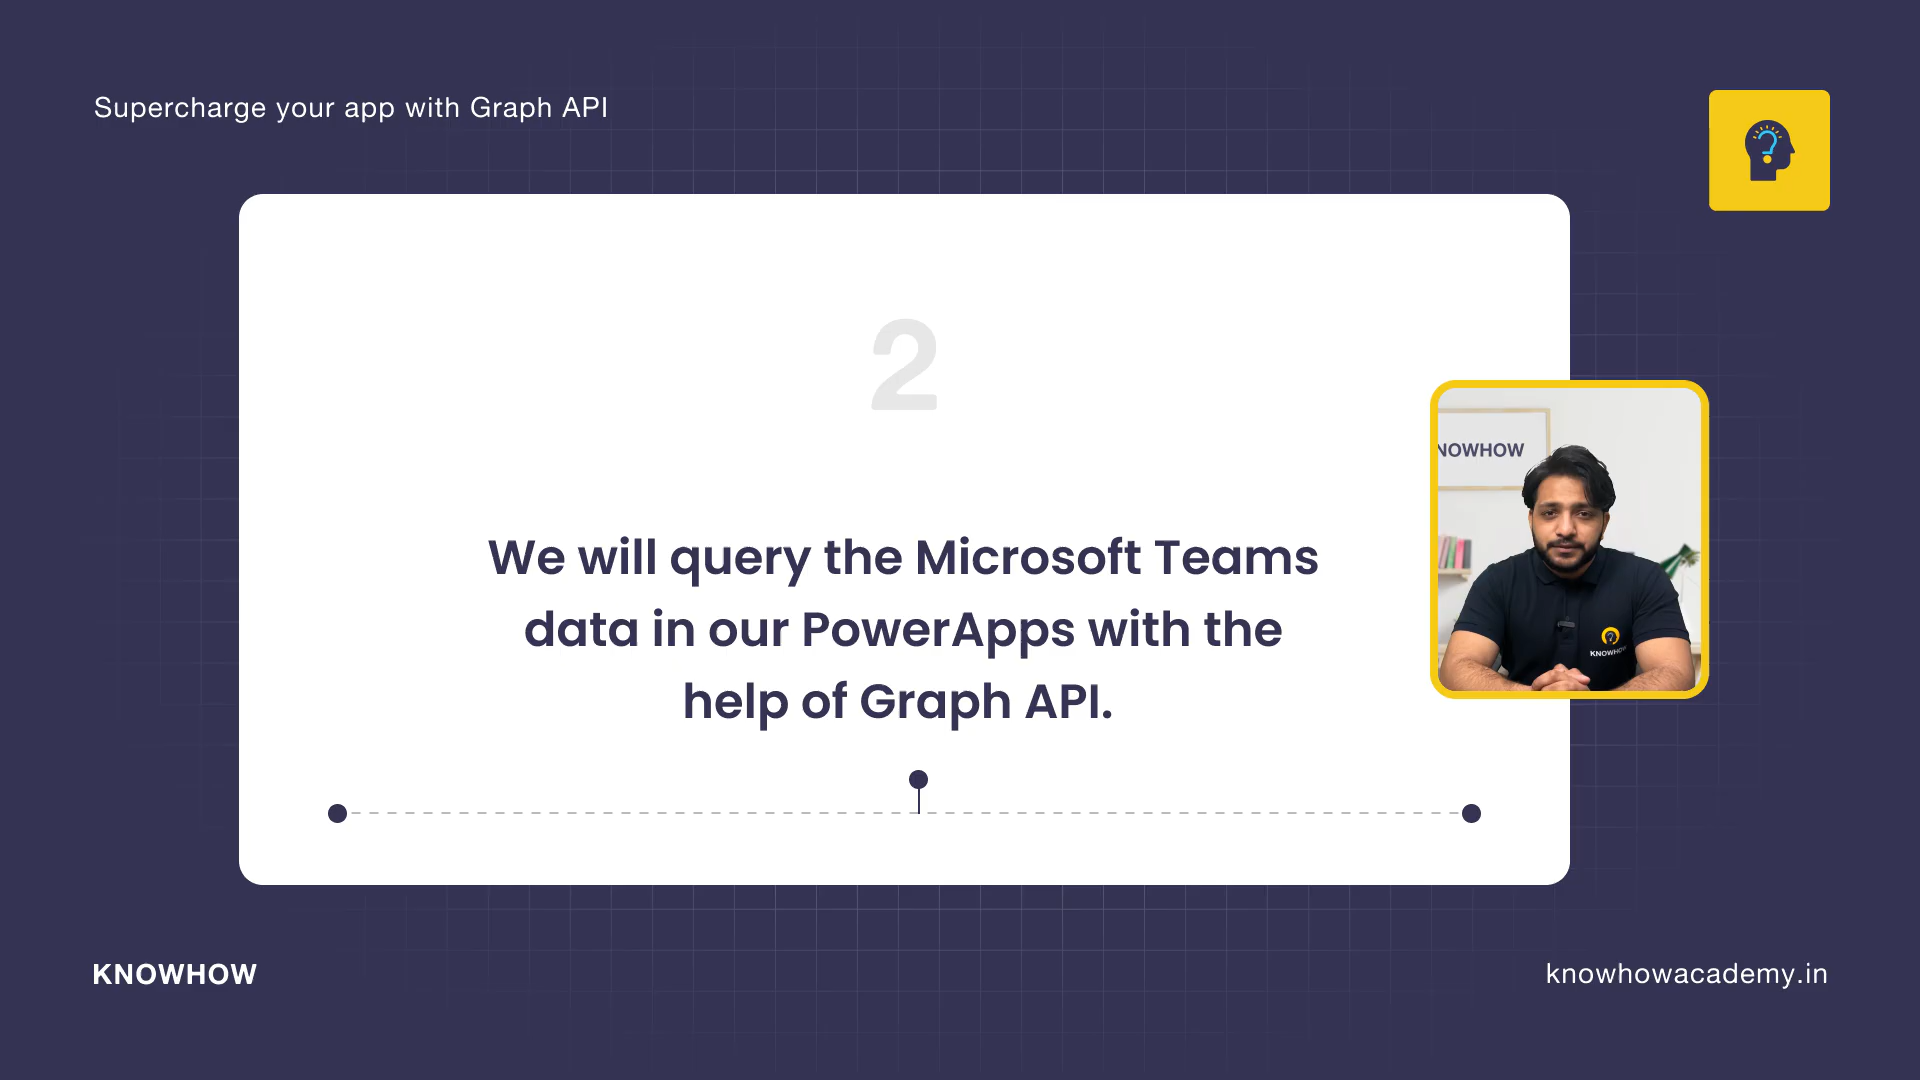 Supercharge your app with Graph API
2
We will query the Microsoft Teams
data in our PowerApps with the
help of Graph API.
NOWHOW
KNOWHOW
KNOWHOW
knowhowacademy.in